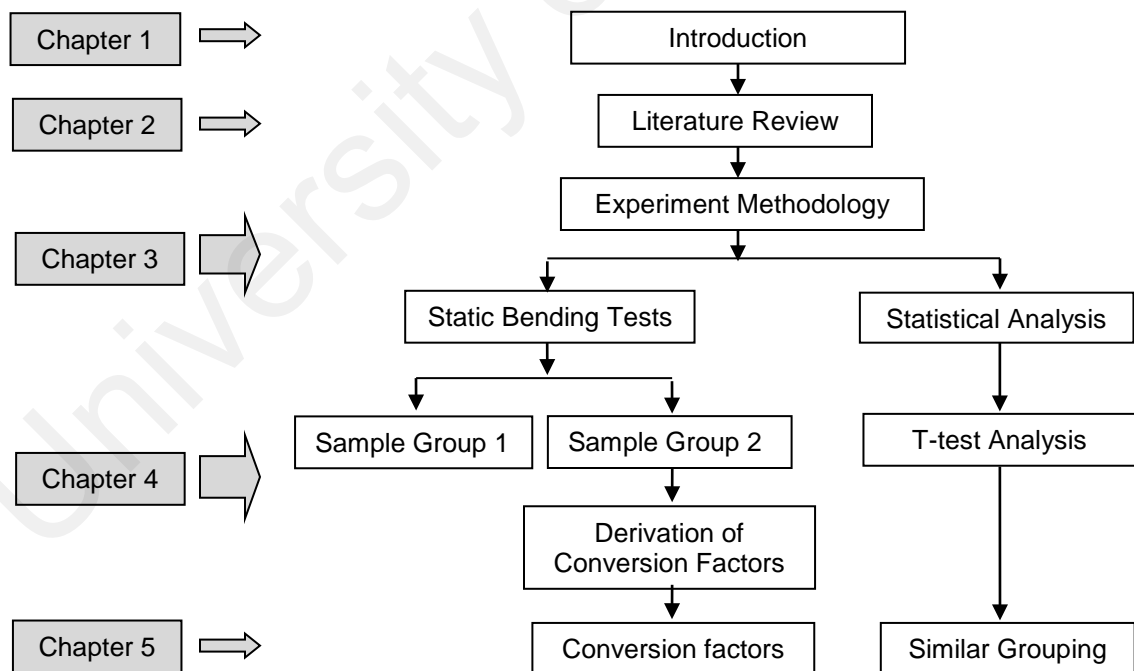 Chapter 1
Introduction
Chapter 2
Literature Review
Experiment Methodology
Chapter 3
Static Bending Tests
Statistical Analysis
Sample Group 1
Sample Group 2
T-test Analysis
Chapter 4
Derivation of
Conversion Factors
Chapter 5
Conversion factors
Similar Grouping
University